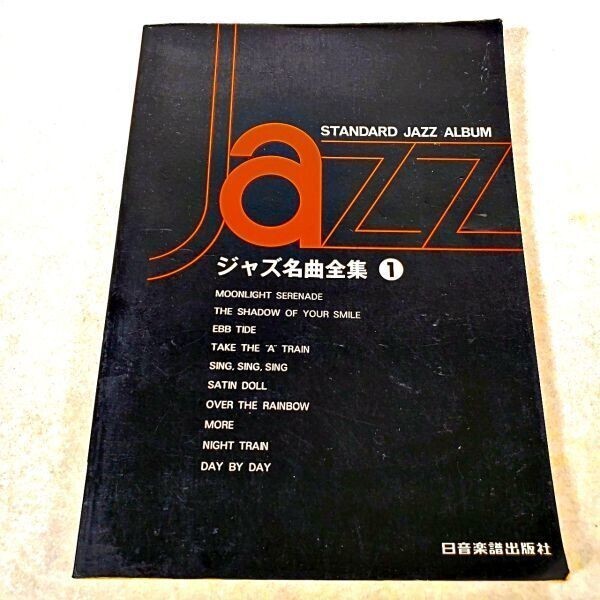 Jazz
STANDARD JAZZ ALBUM
ジャズ名曲全集 ❶
MOONLIGHT SERENADE
THE SHADOW OF YOUR SMILE
EBB TIDE
TAKE THE "A" TRAIN
SING, SING, SING
SATIN DOLL
OVER THE RAINBOW
MORE
NIGHT TRAIN
DAY BY DAY
日音楽譜出版社